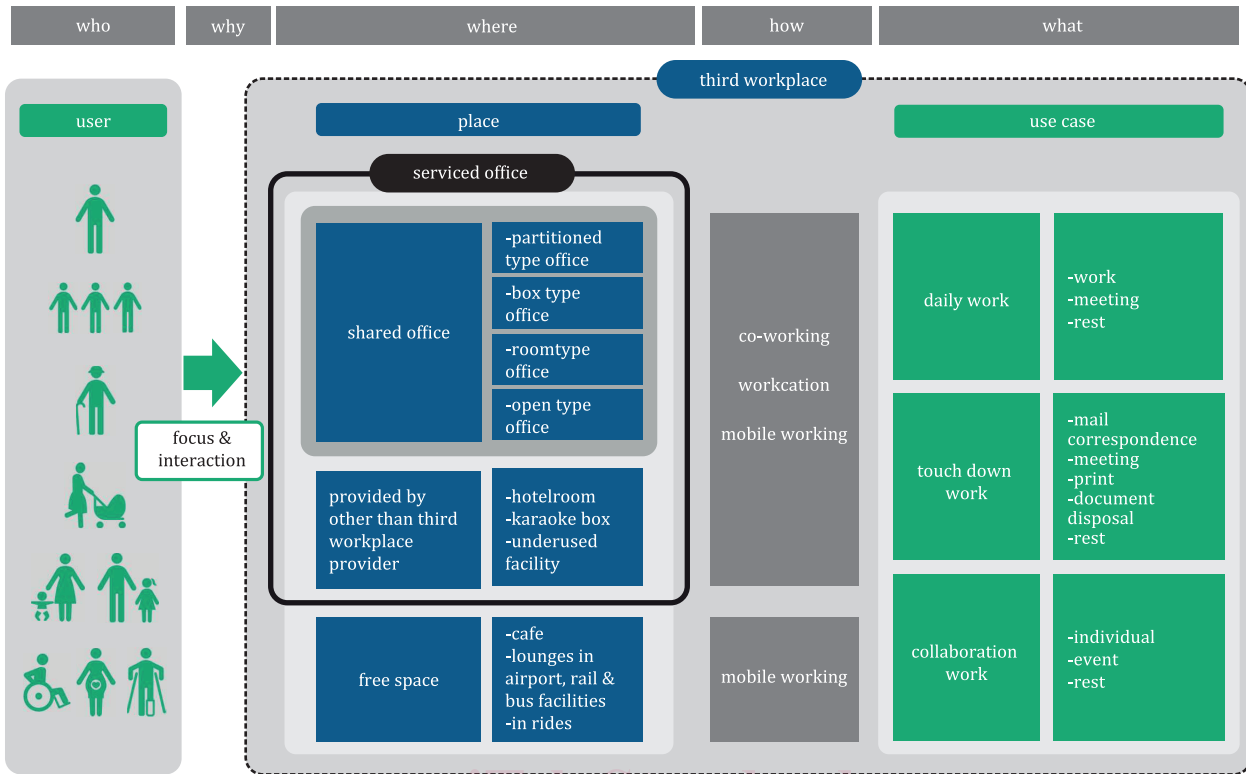 who
why
where
how
what
third workplace
user
place
use case
serviced office
shared office
-partitioned
type office
-box type
office
-roomtype
office
-open type
office
co-working
workcation
mobile working
daily work
-work
-meeting
-rest
focus &
interaction
provided by
other than third
workplace
provider
-hotelroom
-karaoke box
-underused
facility
touch down
work
-mail
correspondence
-meeting
-print
-document
disposal
-rest
free space
-cafe
-lounges in
airport, rail &
bus facilities
-in rides
mobile working
collaboration
work
-individual
-event
-rest